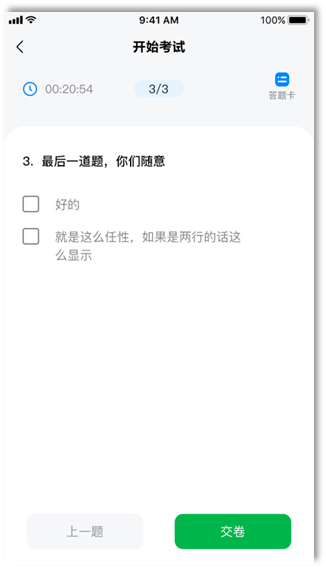 9:41 AM
100%
开始考试
00:20:54
3/3
答题卡
3. 最后一道题，你们随意
好的
就是这么任性，如果是两行的话这
么显示
上一题
交卷